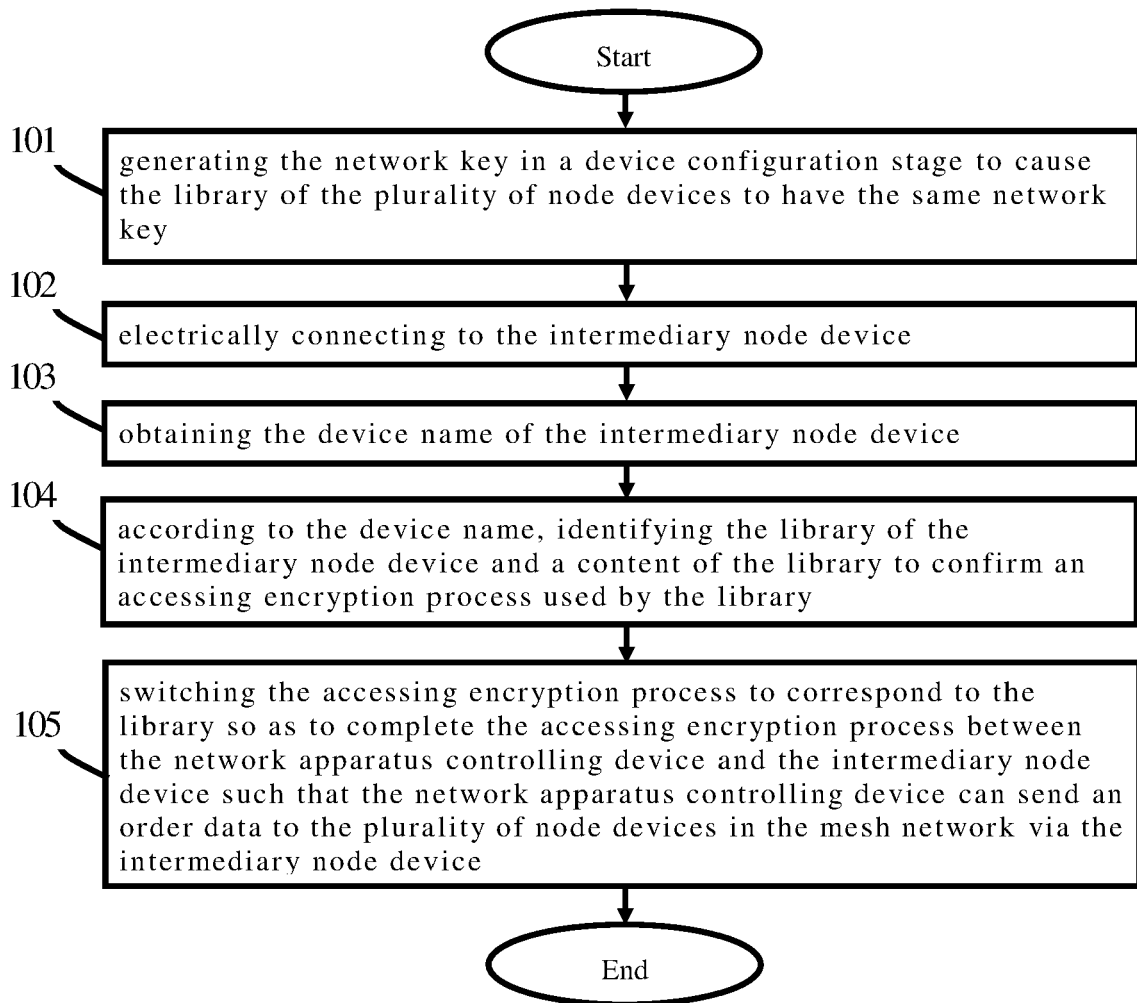 Start
101
generating the network key in a device configuration stage to cause
the library of the plurality of node devices to have the same network
key
102
electrically connecting to the intermediary node device
103
obtaining the device name of the intermediary node device
104
according to the device name, identifying the library of the
intermediary node device and a content of the library to confirm an
accessing encryption process used by the library
105
switching the accessing encryption process to correspond to the
library so as to complete the accessing encryption process between
the network apparatus controlling device and the intermediary node
device such that the network apparatus controlling device can send an
order data to the plurality of node devices in the mesh network via the
intermediary node device
End